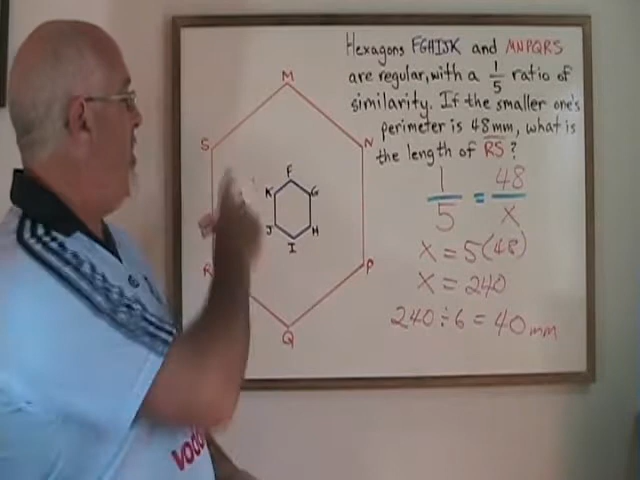 Hexagons FGHIJK and MNPQRS
are regular, with a 1/5 ratio of
similarity. If the smaller one's
perimeter is 48mm, what is
the length of RS?
M
S
N
F
K
G
J
H
I
R
P
Q
1/5 = 48/x
x = 5(48)
x = 240
240 ÷ 6 = 40 mm